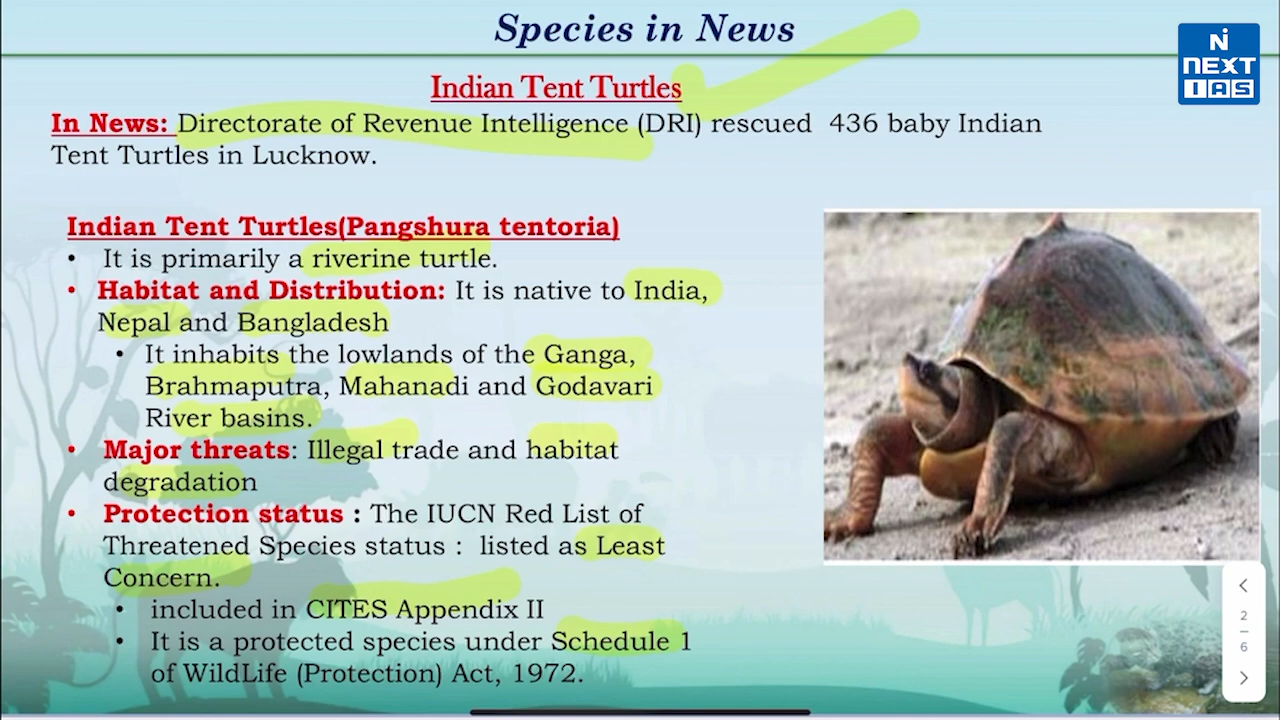 Species in News
Ni
NEXT
IAS
Indian Tent Turtles
In News: Directorate of Revenue Intelligence (DRI) rescued 436 baby Indian
Tent Turtles in Lucknow.
Indian Tent Turtles(Pangshura tentoria)
• It is primarily a riverine turtle.
• Habitat and Distribution: It is native to India,
Nepal and Bangladesh
• It inhabits the lowlands of the Ganga,
Brahmaputra, Mahanadi and Godavari
River basins.
• Major threats: Illegal trade and habitat
degradation
• Protection status : The IUCN Red List of
Threatened Species status : listed as Least
Concern.
• included in CITES Appendix II
• It is a protected species under Schedule 1
of WildLife (Protection) Act, 1972.
2
6